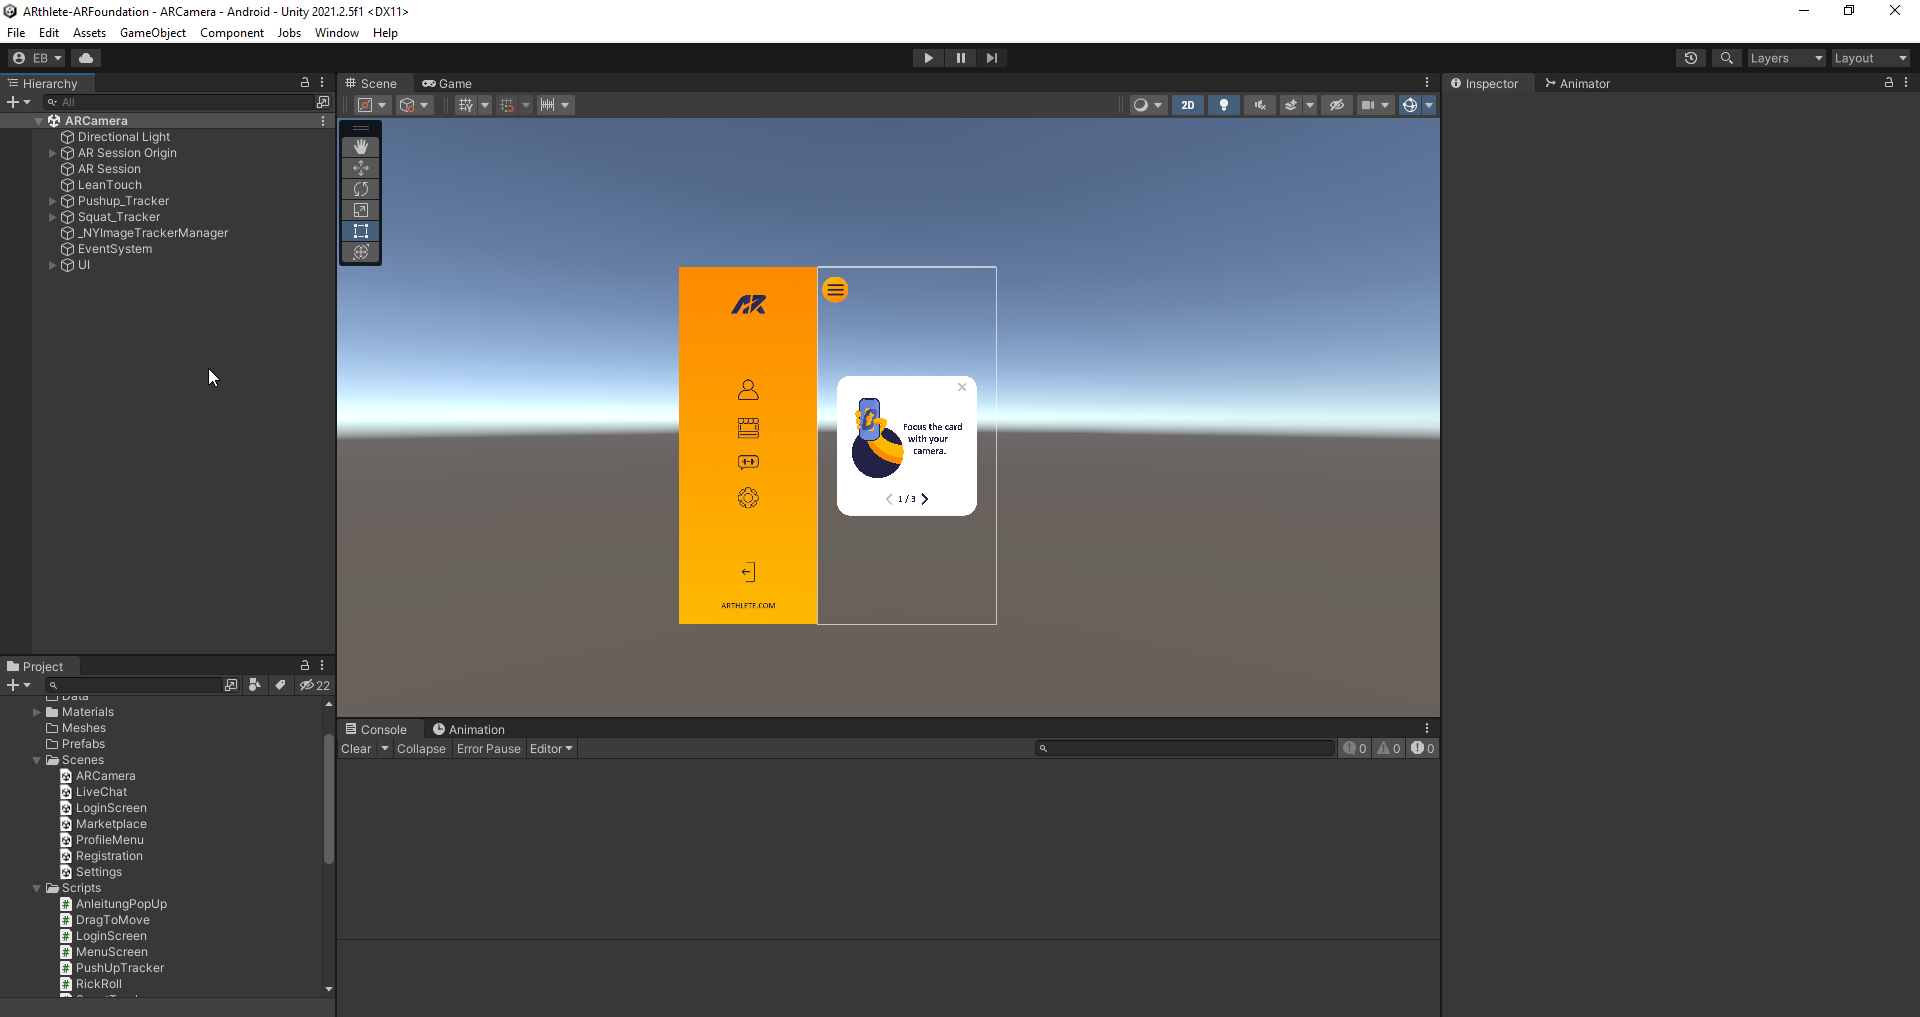 ARthlete-ARFoundation - ARCamera - Android - Unity 2021.2.5f1 <DX11>
File Edit Assets GameObject Component Jobs Window Help
EB
Layers Layout
Hierarchy
All
ARCamera
Directional Light
AR Session Origin
AR Session
LeanTouch
Pushup_Tracker
Squat_Tracker
_NYImageTrackerManager
EventSystem
UI
Scene Game
2D
AR
Focus the card
with your
camera.
1 / 3
ARTHLETE.COM
Inspector Animator
Project
22
Data
Materials
Meshes
Prefabs
Scenes
ARCamera
LiveChat
LoginScreen
Marketplace
ProfileMenu
Registration
Settings
Scripts
AnleitungPopUp
DragToMove
LoginScreen
MenuScreen
PushUpTracker
RickRoll
Console Animation
Clear Collapse Error Pause Editor
0 0 0